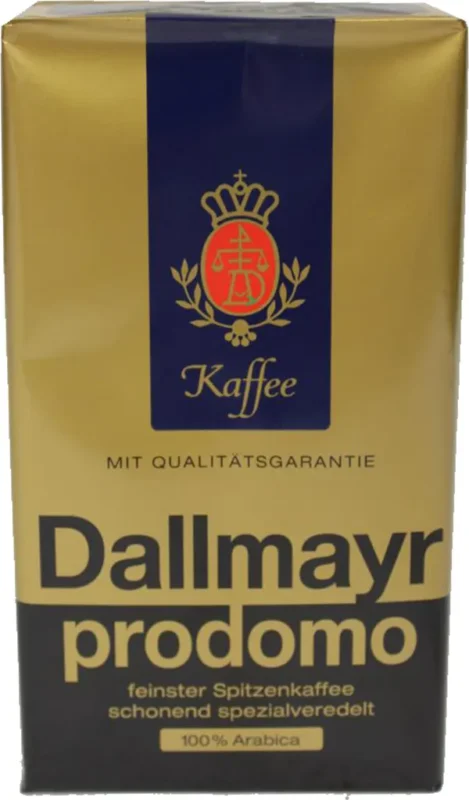 Kaffee
MIT QUALITÄTSGARANTIE
Dallmayr
prodomo
feinster Spitzenkaffee
schonend spezialveredelt
100% Arabica